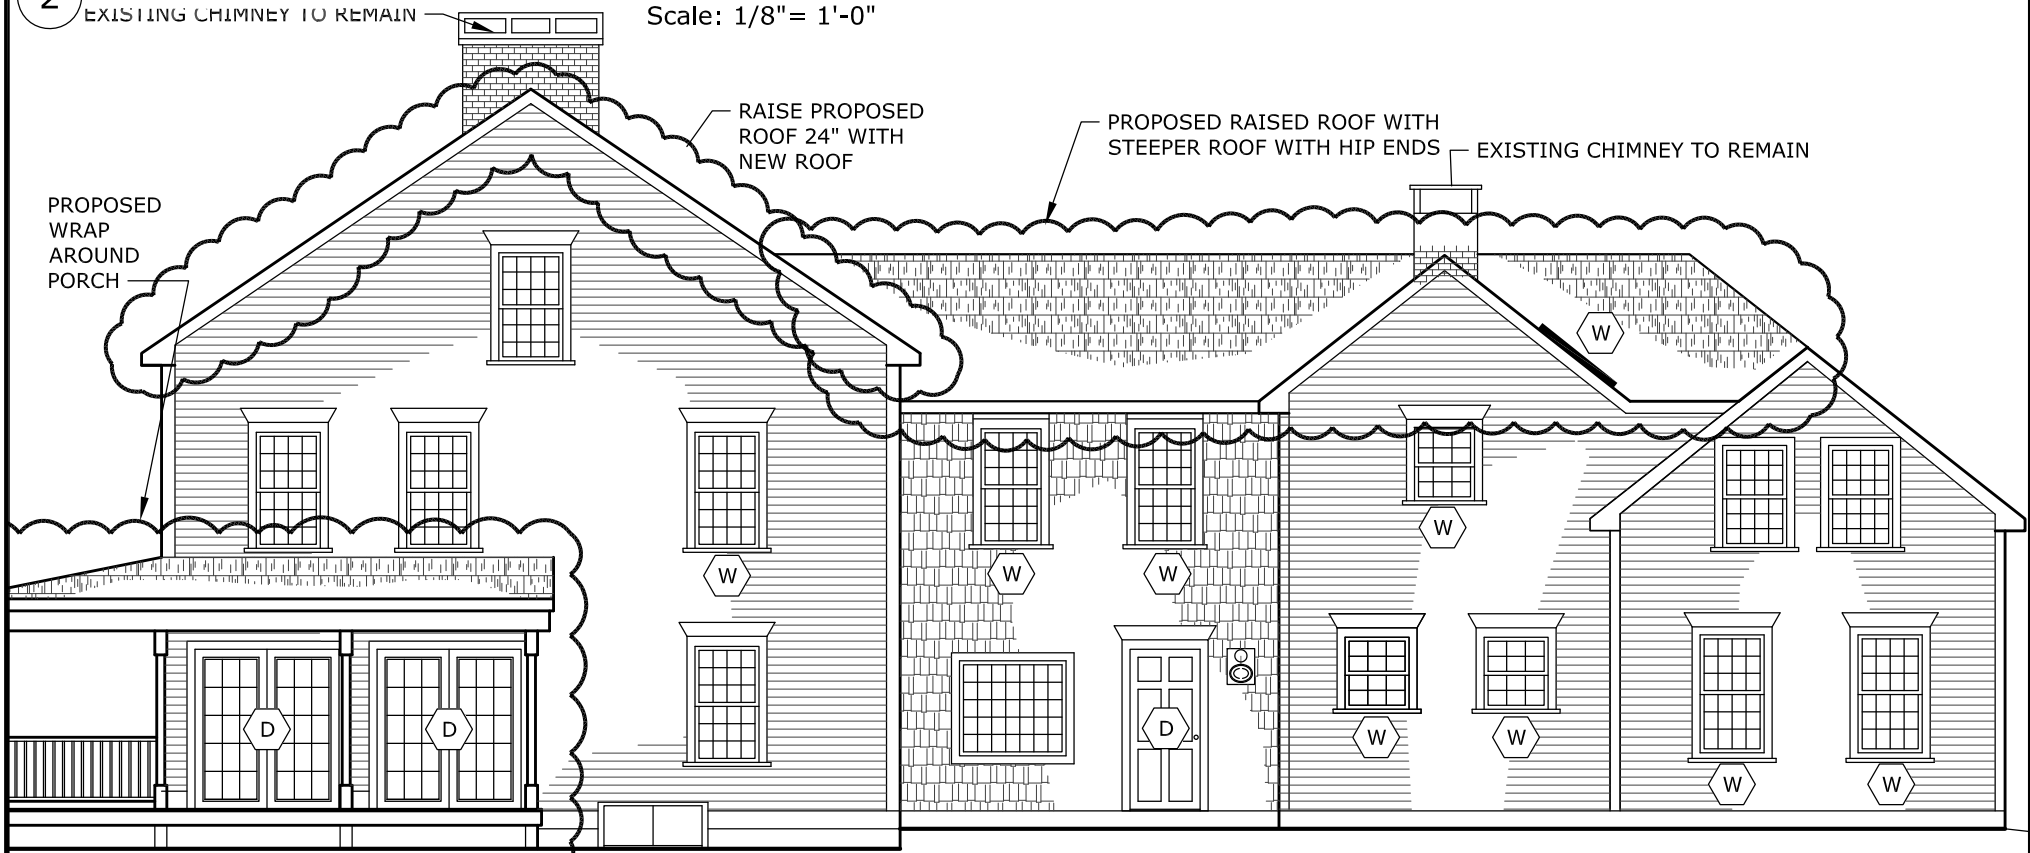 2
EXISTING CHIMNEY TO REMAIN
Scale: 1/8"= 1'-0"
RAISE PROPOSED
ROOF 24" WITH
NEW ROOF
PROPOSED RAISED ROOF WITH
STEEPER ROOF WITH HIP ENDS
EXISTING CHIMNEY TO REMAIN
PROPOSED
WRAP
AROUND
PORCH
W
W
W
W
W
D
D
D
W
W
W
W